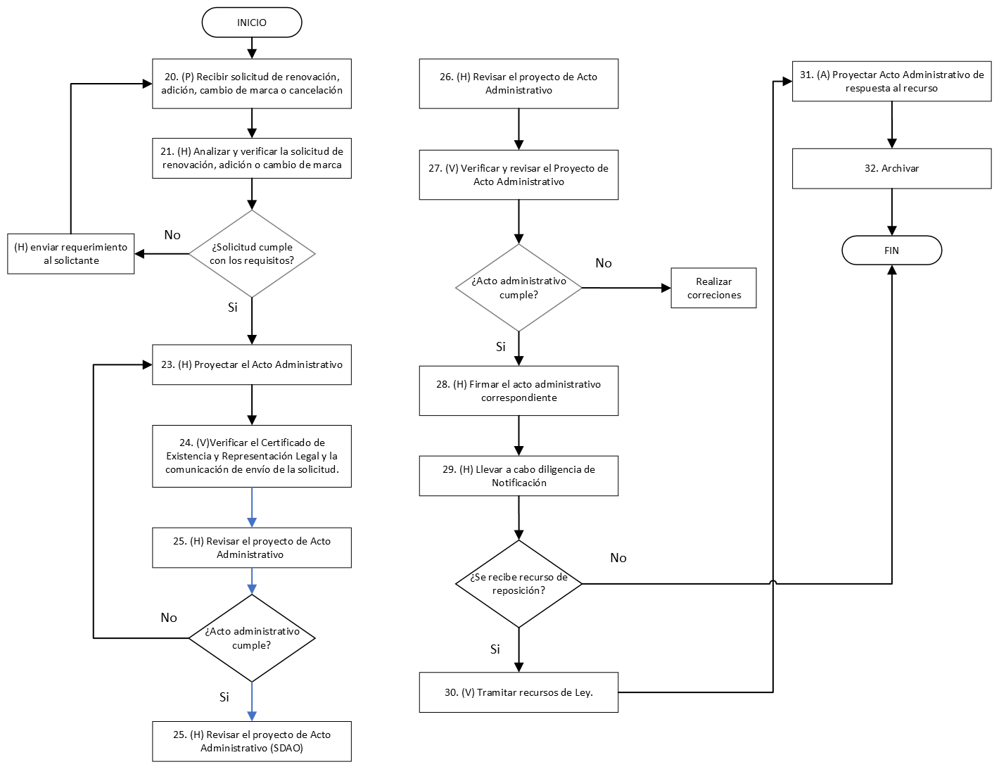 INICIO
20. (P) Recibir solicitud de renovación,
adición, cambio de marca o cancelación
21. (H) Analizar y verificar la solicitud de
renovación, adición o cambio de marca
No
(H) enviar requerimiento
al solictante
¿Solicitud cumple
con los requisitos?
Si
23. (H) Proyectar el Acto Administrativo
24. (V)Verificar el Certificado de
Existencia y Representación Legal y la
comunicación de envío de la solicitud.
25. (H) Revisar el proyecto de Acto
Administrativo
No
¿Acto administrativo
cumple?
Si
25. (H) Revisar el proyecto de Acto
Administrativo (SDAO)
26. (H) Revisar el proyecto de Acto
Administrativo
27. (V) Verificar y revisar el Proyecto de
Acto Administrativo
¿Acto administrativo
cumple?
No
Realizar
correciones
Si
28. (H) Firmar el acto administrativo
correspondiente
29. (H) Llevar a cabo diligencia de
Notificación
¿Se recibe recurso de
reposición?
No
Si
30. (V) Tramitar recursos de Ley.
31. (A) Proyectar Acto Administrativo de
respuesta al recurso
32. Archivar
FIN